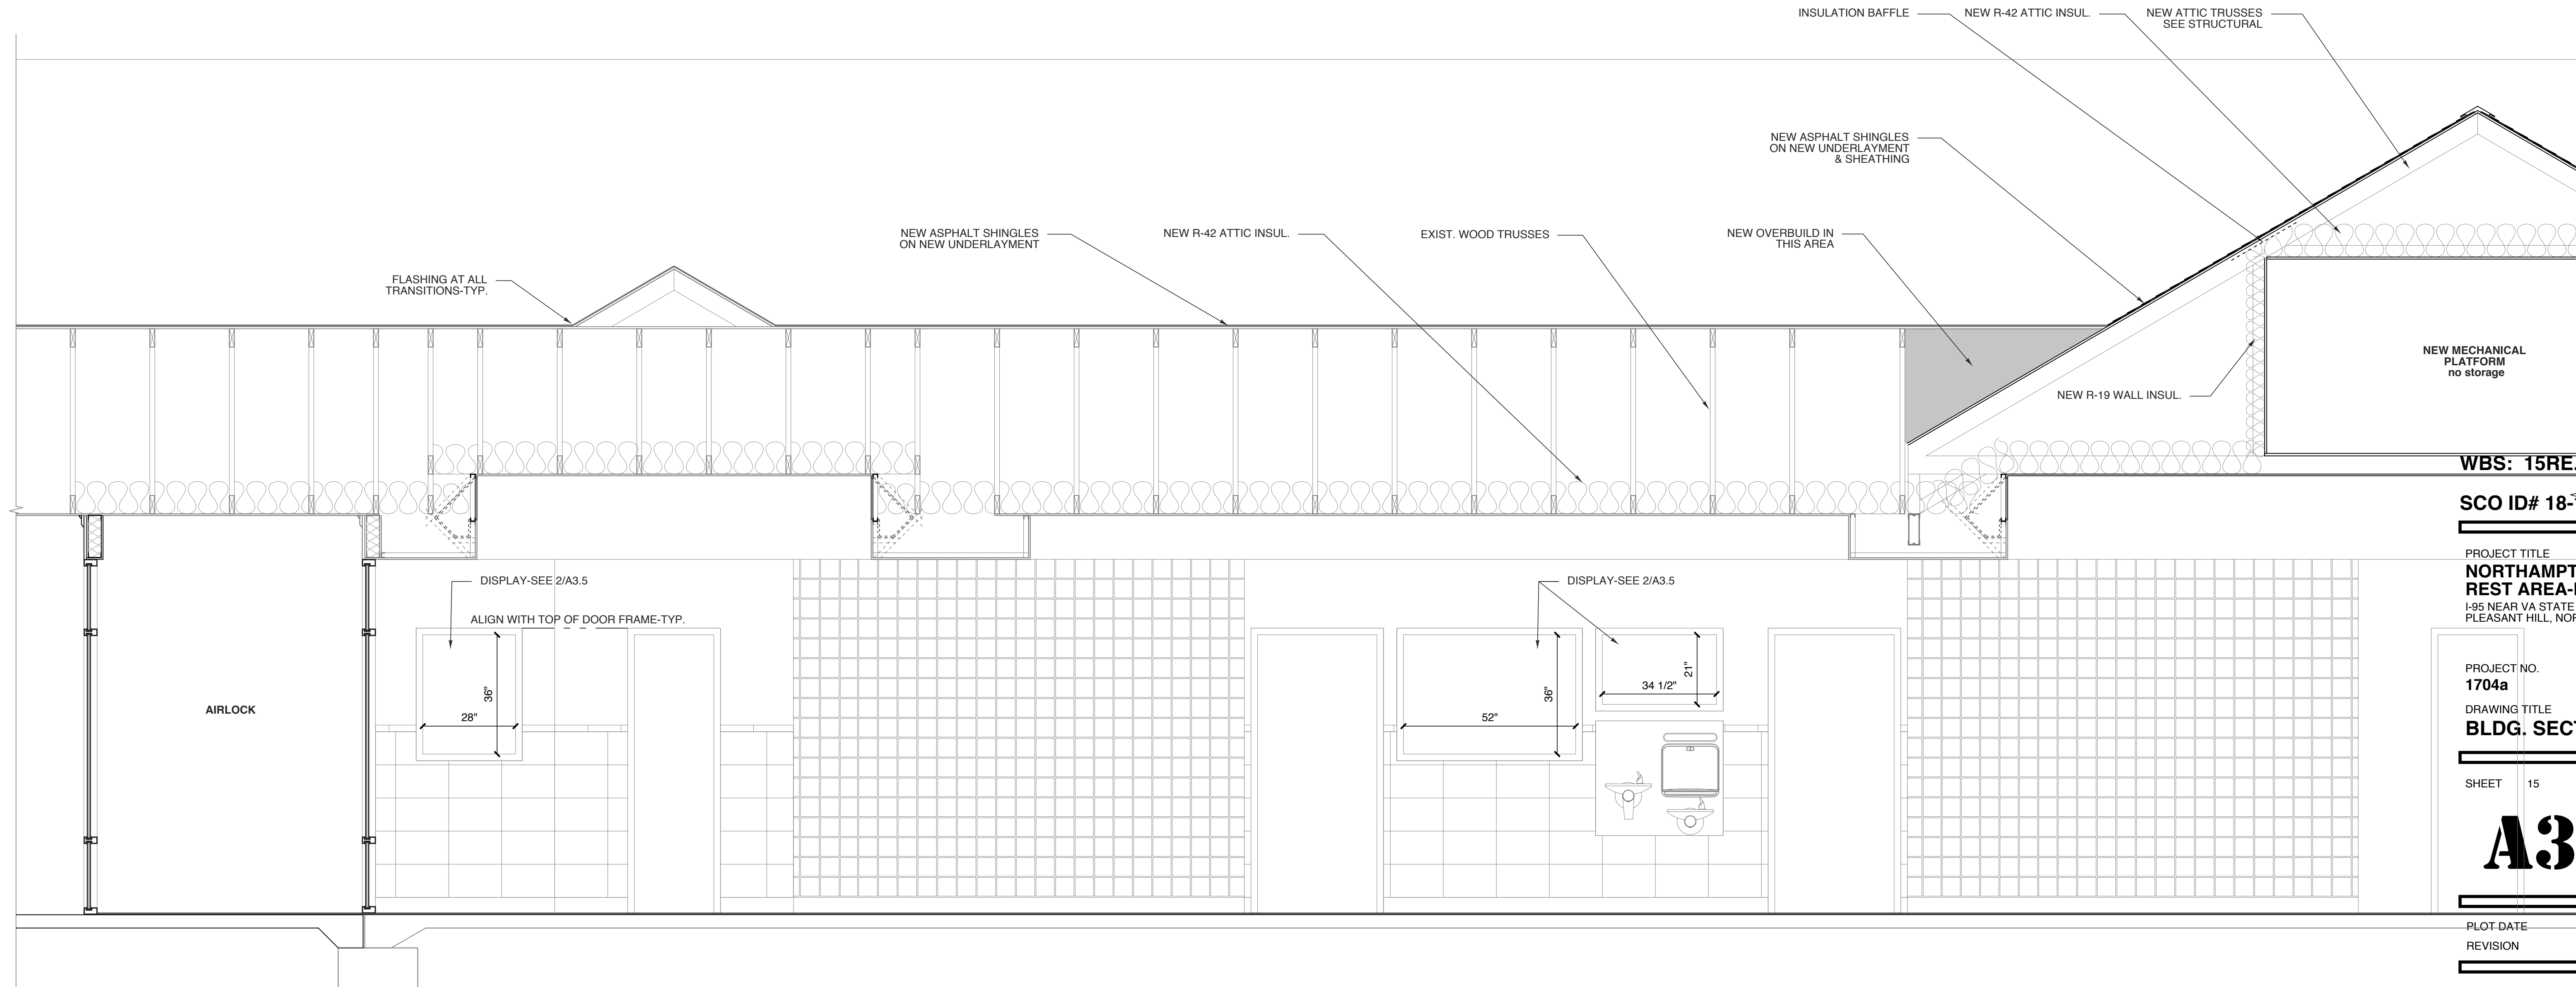 INSULATION BAFFLE
NEW R-42 ATTIC INSUL.
NEW ATTIC TRUSSES
SEE STRUCTURAL
NEW ASPHALT SHINGLES
ON NEW UNDERLAYMENT
& SHEATHING
NEW ASPHALT SHINGLES
ON NEW UNDERLAYMENT
NEW R-42 ATTIC INSUL.
EXIST. WOOD TRUSSES
NEW OVERBUILD IN
THIS AREA
FLASHING AT ALL
TRANSITIONS-TYP.
NEW MECHANICAL
PLATFORM
no storage
NEW R-19 WALL INSUL.
DISPLAY-SEE 2/A3.5
ALIGN WITH TOP OF DOOR FRAME-TYP.
36"
28"
AIRLOCK
DISPLAY-SEE 2/A3.5
36"
52"
21"
34 1/2"
WBS: 15RE.
SCO ID# 18-
PROJECT TITLE
NORTHAMPT
REST AREA-
I-95 NEAR VA STATE
PLEASANT HILL, NOR
PROJECT NO.
1704a
DRAWING TITLE
BLDG. SECT
SHEET 15
A3
PLOT DATE
REVISION